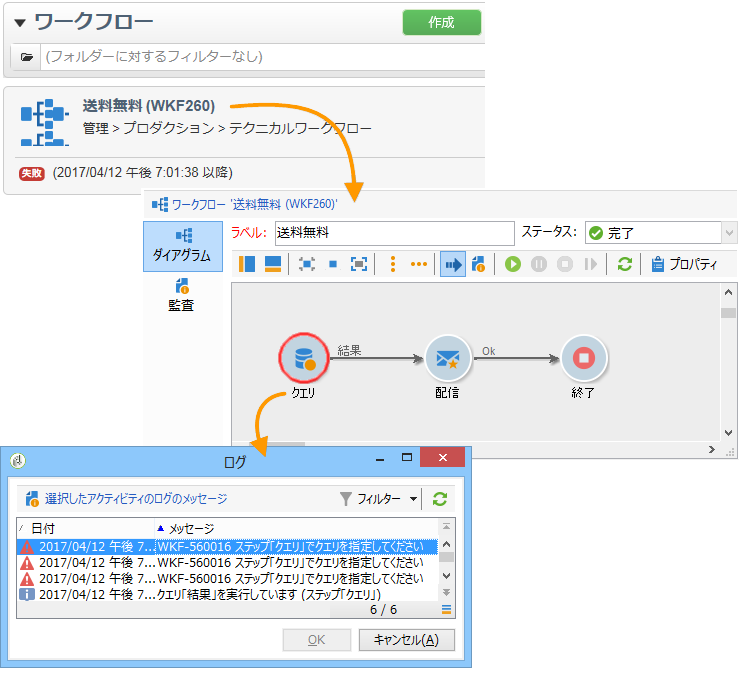 ワークフロー
作成
(フォルダーに対するフィルターなし)
送料無料 (WKF260)
管理 > プロダクション > テクニカルワークフロー
失敗 (2017/04/12 午後 7:01:38 以降)
ワークフロー '送料無料 (WKF260)'
ダイアグラム
監査
ラベル: 送料無料 ステータス: 完了
プロパティ
結果 Ok
クエリ 配信 終了
ログ
選択したアクティビティのログのメッセージ フィルター
日付 メッセージ
2017/04/12 午後 7... WKF-560016 ステップ「クエリ」でクエリを指定してください
2017/04/12 午後 7... WKF-560016 ステップ「クエリ」でクエリを指定してください
2017/04/12 午後 7... WKF-560016 ステップ「クエリ」でクエリを指定してください
2017/04/12 午後 7... クエリ「結果」を実行しています (ステップ「クエリ」)
6 / 6
OK キャンセル(A)